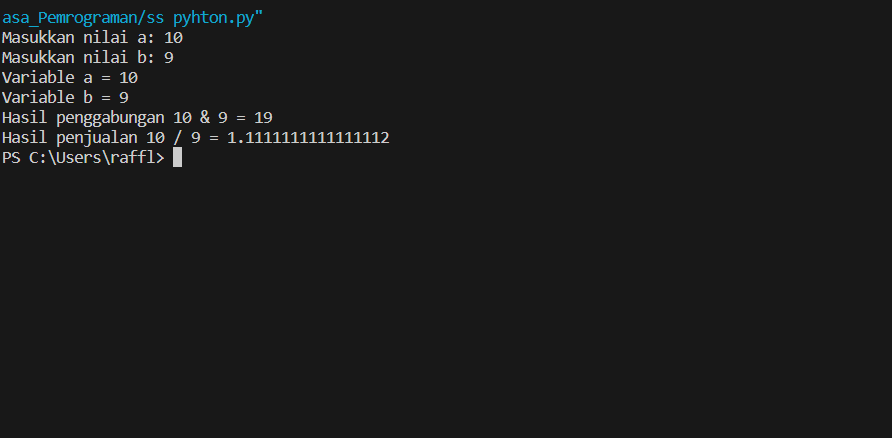 asa_Pemrograman/ss pyhton.py"
Masukkan nilai a: 10
Masukkan nilai b: 9
Variable a = 10
Variable b = 9
Hasil penggabungan 10 & 9 = 19
Hasil penjualan 10 / 9 = 1.1111111111111112
PS C:\Users\raffl>